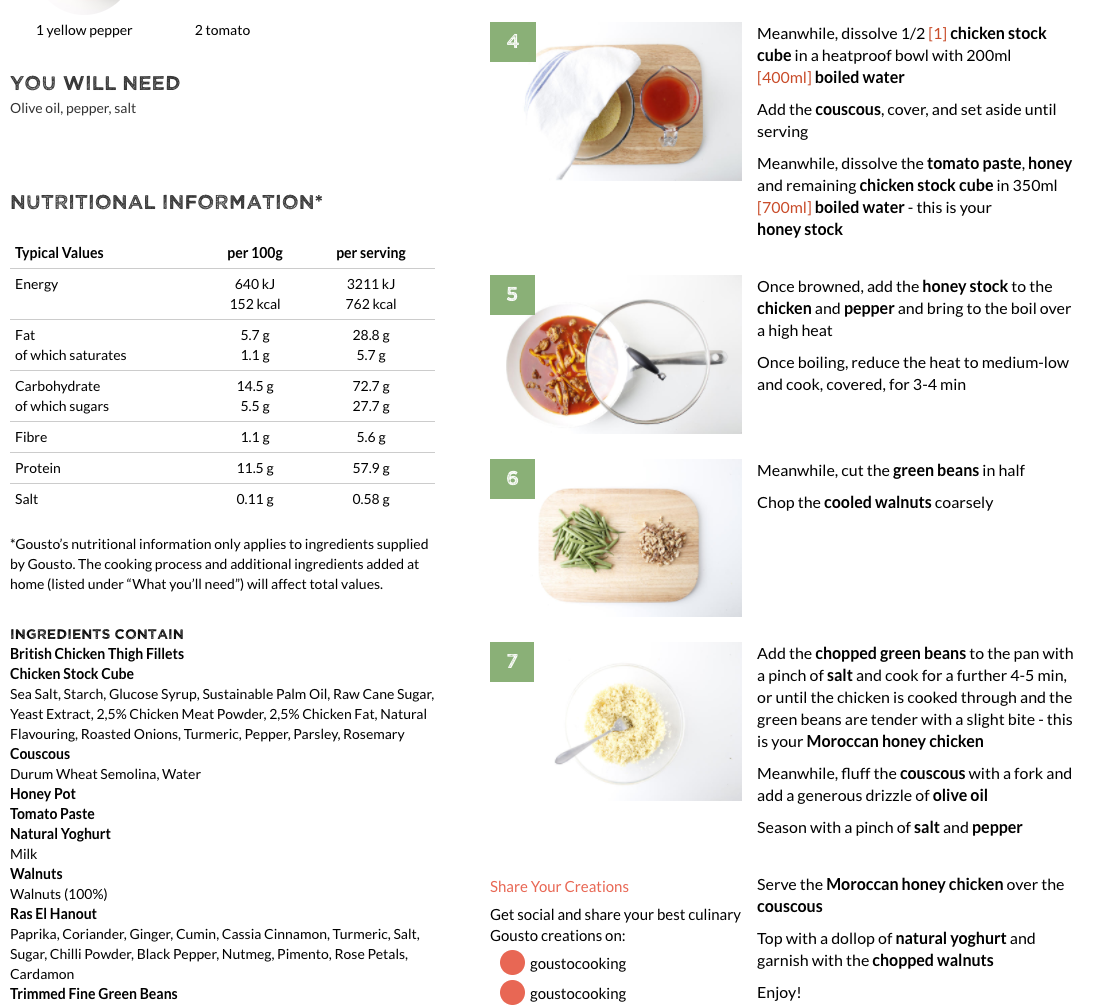 1 yellow pepper
2 tomato
YOU WILL NEED
Olive oil, pepper, salt
NUTRITIONAL INFORMATION*
Typical Values per 100g per serving
Energy 640 kJ 3211 kJ
152 kcal 762 kcal
Fat 5.7 g 28.8 g
of which saturates 1.1 g 5.7 g
Carbohydrate 14.5 g 72.7 g
of which sugars 5.5 g 27.7 g
Fibre 1.1 g 5.6 g
Protein 11.5 g 57.9 g
Salt 0.11 g 0.58 g
*Gousto's nutritional information only applies to ingredients supplied
by Gousto. The cooking process and additional ingredients added at
home (listed under “What you’ll need”) will affect total values.
INGREDIENTS CONTAIN
British Chicken Thigh Fillets
Chicken Stock Cube
Sea Salt, Starch, Glucose Syrup, Sustainable Palm Oil, Raw Cane Sugar,
Yeast Extract, 2,5% Chicken Meat Powder, 2,5% Chicken Fat, Natural
Flavouring, Roasted Onions, Turmeric, Pepper, Parsley, Rosemary
Couscous
Durum Wheat Semolina, Water
Honey Pot
Tomato Paste
Natural Yoghurt
Milk
Walnuts
Walnuts (100%)
Ras El Hanout
Paprika, Coriander, Ginger, Cumin, Cassia Cinnamon, Turmeric, Salt,
Sugar, Chilli Powder, Black Pepper, Nutmeg, Pimento, Rose Petals,
Cardamon
Trimmed Fine Green Beans
4
Meanwhile, dissolve 1/2 [1] chicken stock
cube in a heatproof bowl with 200ml
[400ml] boiled water
Add the couscous, cover, and set aside until
serving
Meanwhile, dissolve the tomato paste, honey
and remaining chicken stock cube in 350ml
[700ml] boiled water - this is your
honey stock
5
Once browned, add the honey stock to the
chicken and pepper and bring to the boil over
a high heat
Once boiling, reduce the heat to medium-low
and cook, covered, for 3-4 min
6
Meanwhile, cut the green beans in half
Chop the cooled walnuts coarsely
7
Add the chopped green beans to the pan with
a pinch of salt and cook for a further 4-5 min,
or until the chicken is cooked through and the
green beans are tender with a slight bite - this
is your Moroccan honey chicken
Meanwhile, fluff the couscous with a fork and
add a generous drizzle of olive oil
Season with a pinch of salt and pepper
Share Your Creations
Get social and share your best culinary
Gousto creations on:
goustocooking
goustocooking
Serve the Moroccan honey chicken over the
couscous
Top with a dollop of natural yoghurt and
garnish with the chopped walnuts
Enjoy!